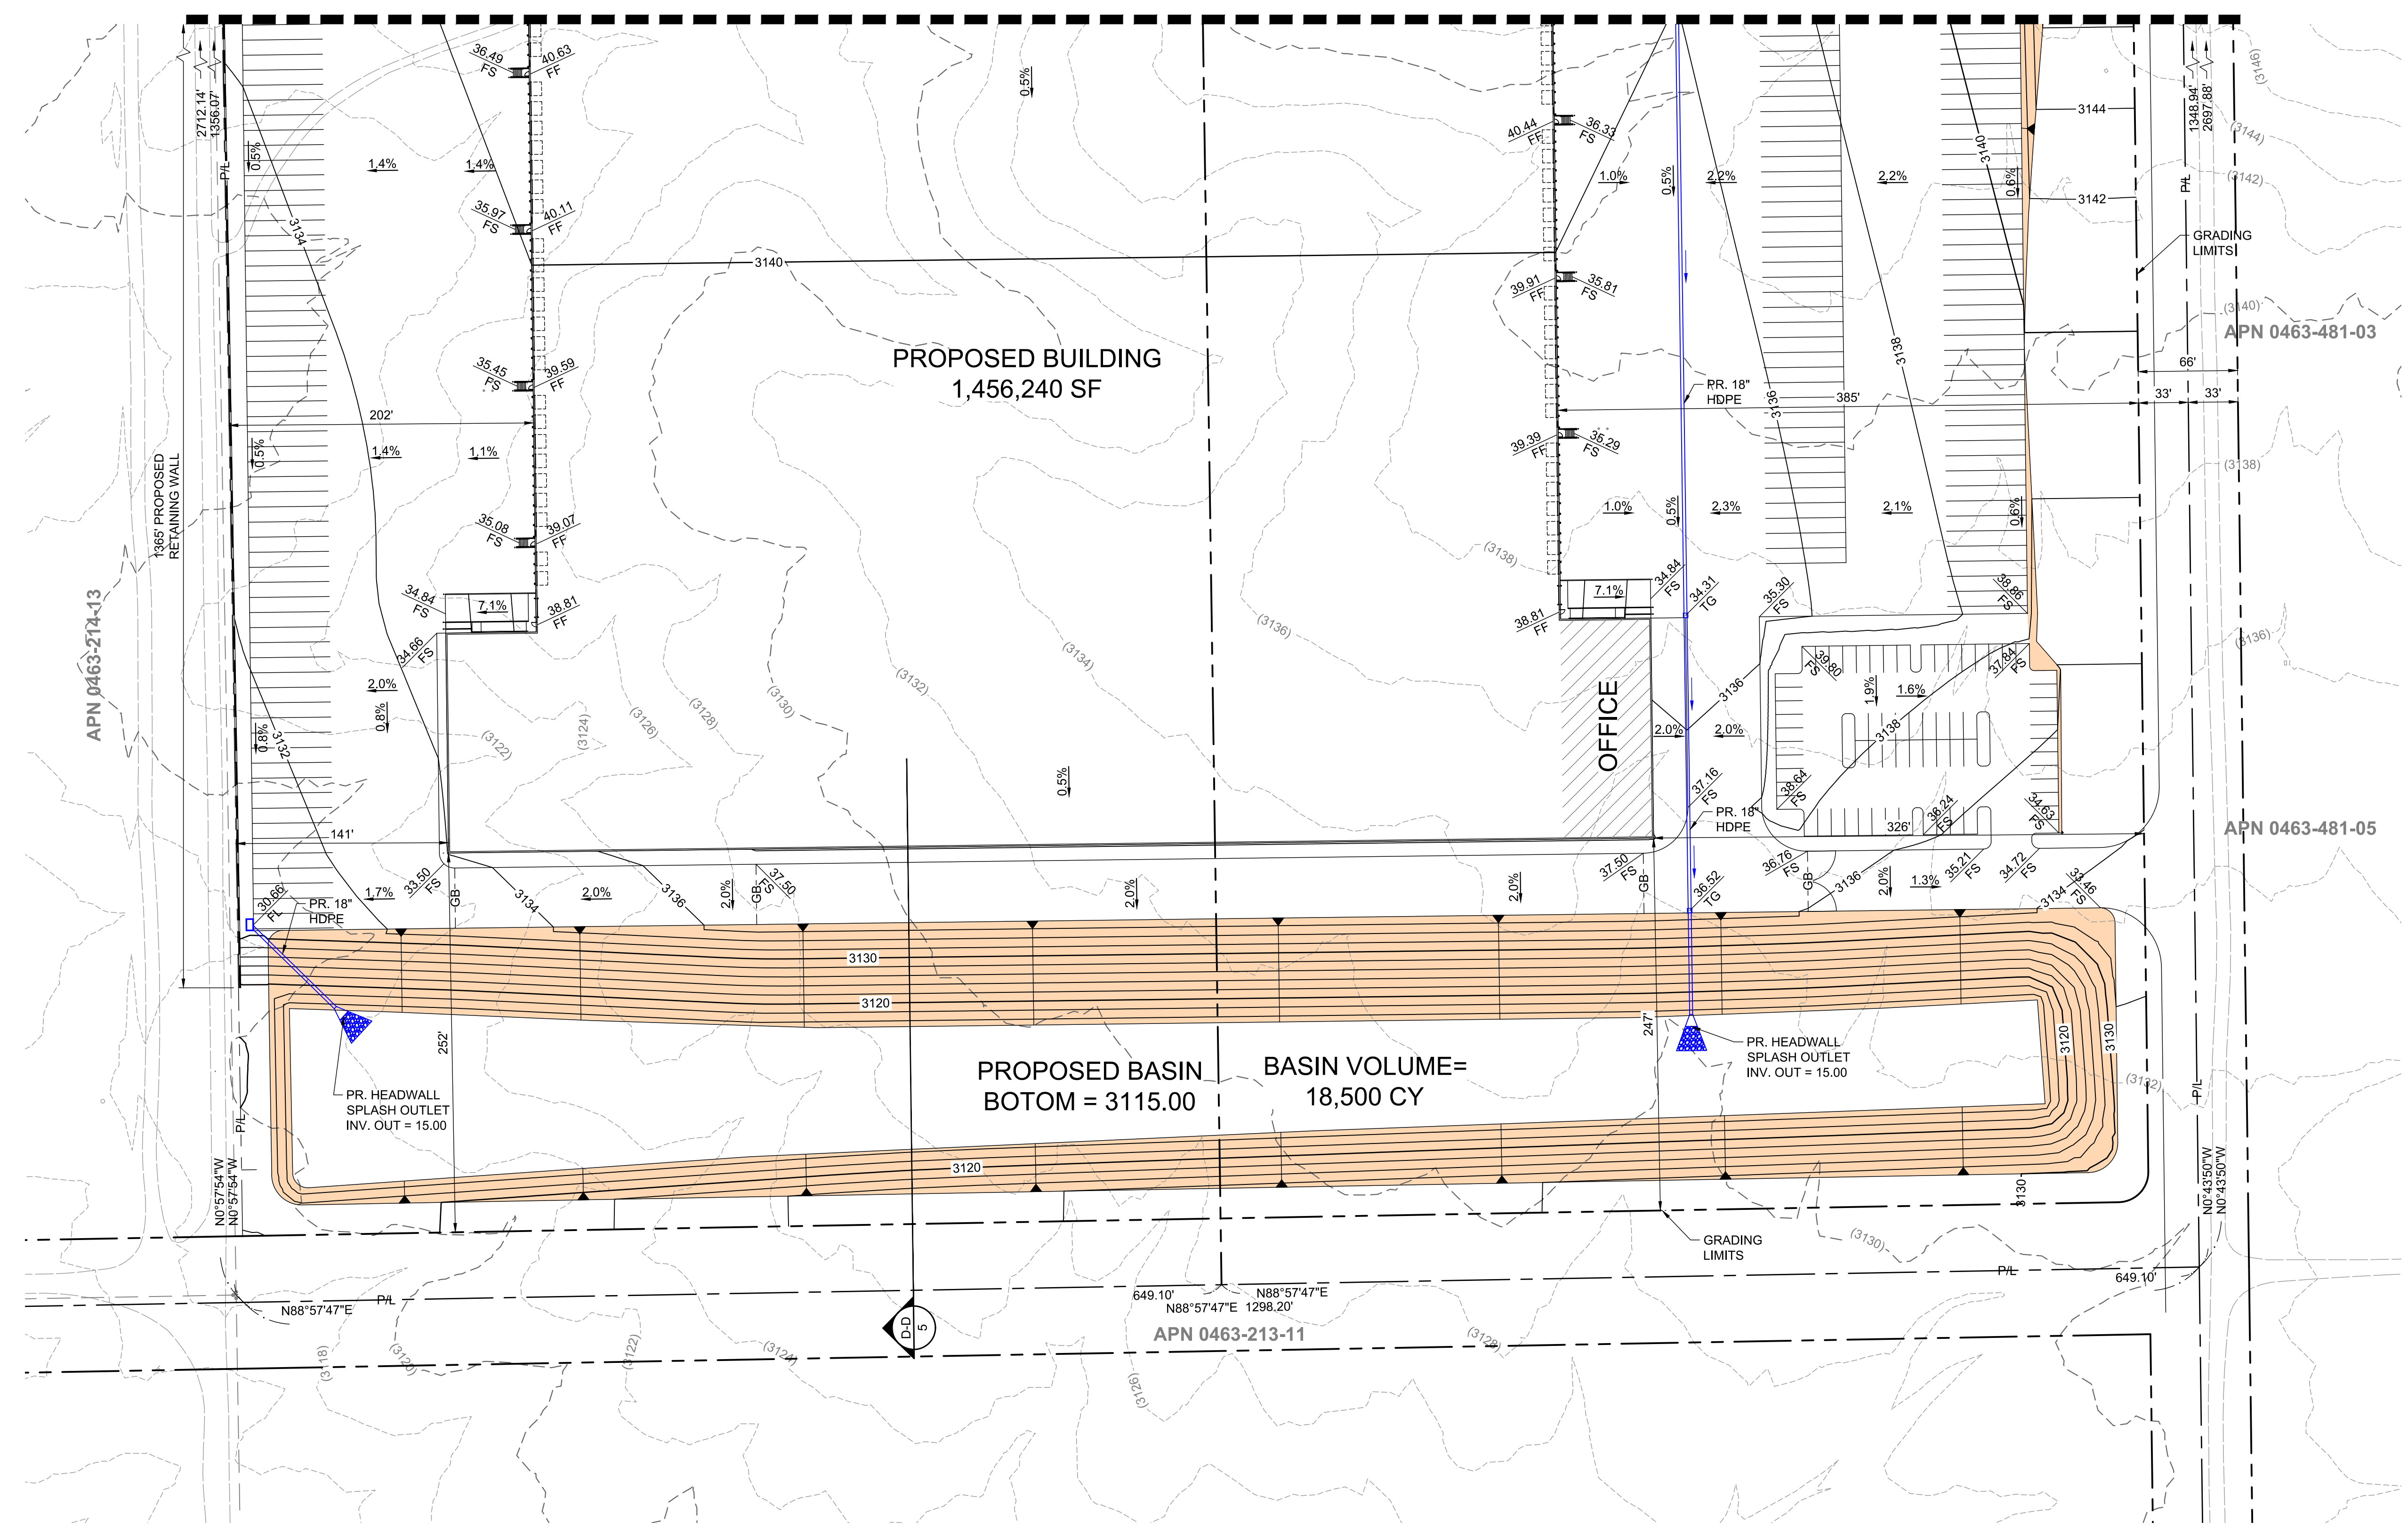 36.49
FS
40.63
FF
0.5%
2712.14'
1356.07'
P/L
0.5%
1.4%
1.4%
40.44
FF
36.33
FS
1.0%
0.5%
2.2%
2.2%
3140
0.6%
3144
3142
1348.94'
2697.88'
P/L
(3146)
(3144)
(3142)
GRADING
LIMITS
35.97
FS
40.11
FF
3134
3140
39.91
FF
35.81
FS
(3140)
APN 0463-481-03
PROPOSED BUILDING
1,456,240 SF
35.45
FS
39.59
FF
PR. 18"
HDPE
3136
3138
385'
66'
33'
33'
202'
0.5%
1.4%
1.1%
39.39
FF
35.29
FS
(3138)
1365' PROPOSED
RETAINING WALL
35.08
FS
39.07
FF
1.0%
0.5%
2.3%
2.1%
0.6%
(3138)
APN 0463-214-13
34.84
FS
7.1%
38.81
FF
38.81
FF
7.1%
34.84
FS
34.31
TG
35.30
FS
38.86
FS
34.66
FS
(3136)
(3134)
(3132)
(3130)
(3128)
(3126)
(3124)
(3122)
(3136)
(3136)
39.80
FS
37.84
FS
2.0%
0.8%
0.8%
3132
OFFICE
3136
2.0%
2.0%
1.9%
1.6%
3138
0.5%
37.16
FS
PR. 18"
HDPE
38.64
FS
36.24
FS
34.63
FS
326'
APN 0463-481-05
141'
33.50
FS
GB
1.7%
3134
2.0%
3136
2.0%
GB
37.50
FS
2.0%
2.0%
37.50
FS
GB
36.52
TG
36.76
FS
GB
3136
2.0%
1.3%
35.21
FS
34.72
FS
3134
33.46
FS
30.66
FL
PR. 18"
HDPE
3130
3120
3120
3130
252'
247'
PROPOSED BASIN
BOTOM = 3115.00
BASIN VOLUME=
18,500 CY
PR. HEADWALL
SPLASH OUTLET
INV. OUT = 15.00
PR. HEADWALL
SPLASH OUTLET
INV. OUT = 15.00
(3132)
P/L
P/L
3120
3130
N0°57'54"W
N0°57'54"W
N0°43'50"W
N0°43'50"W
GRADING
LIMITS
(3130)
P/L
649.10'
N88°57'47"E
P/L
649.10'
N88°57'47"E
N88°57'47"E 1298.20'
D-D
5
APN 0463-213-11
(3118)
(3120)
(3122)
(3124)
(3126)
(3128)